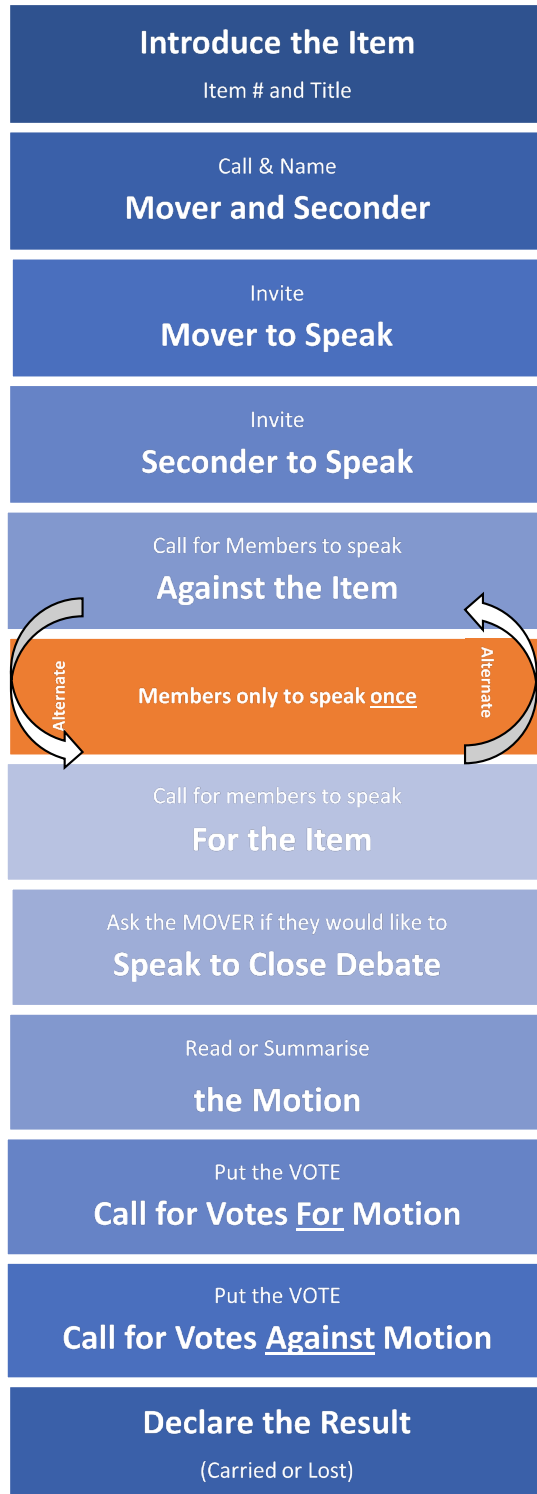 Introduce the Item
Item # and Title
Call & Name
Mover and Seconder
Invite
Mover to Speak
Invite
Seconder to Speak
Call for Members to speak
Against the Item
Alternate
Members only to speak once
Alternate
Call for members to speak
For the Item
Ask the MOVER if they would like to
Speak to Close Debate
Read or Summarise
the Motion
Put the VOTE
Call for Votes For Motion
Put the VOTE
Call for Votes Against Motion
Declare the Result
(Carried or Lost)